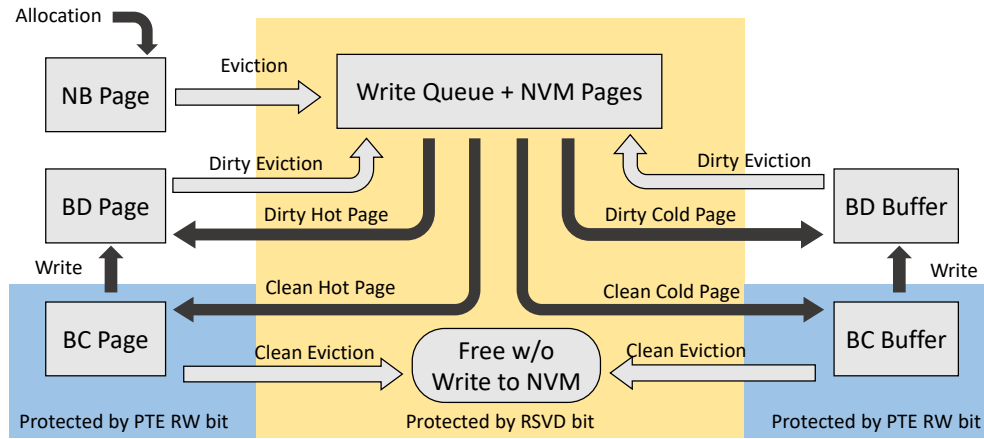 Allocation
NB Page
Eviction
Write Queue + NVM Pages
Dirty Eviction
Dirty Eviction
BD Page
BD Buffer
Dirty Hot Page
Dirty Cold Page
Write
Write
Clean Hot Page
Clean Cold Page
BC Page
BC Buffer
Clean Eviction
Free w/o
Write to NVM
Clean Eviction
Protected by PTE RW bit
Protected by RSVD bit
Protected by PTE RW bit